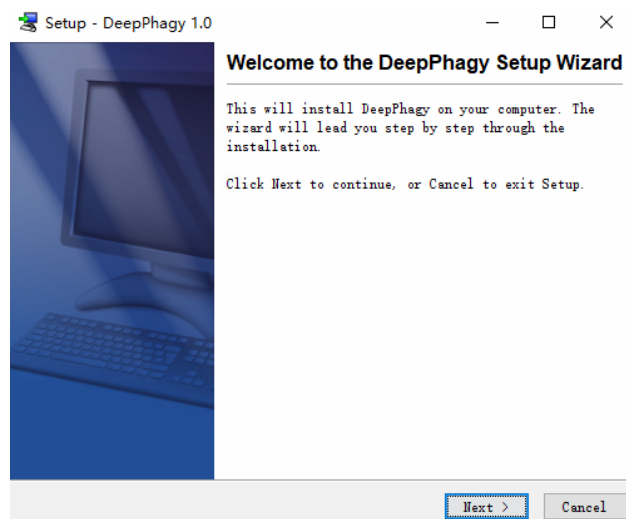 Setup - DeepPhagy 1.0
Welcome to the DeepPhagy Setup Wizard
This will install DeepPhagy on your computer. The
wizard will lead you step by step through the
installation.
Click Next to continue, or Cancel to exit Setup.
Next >
Cancel